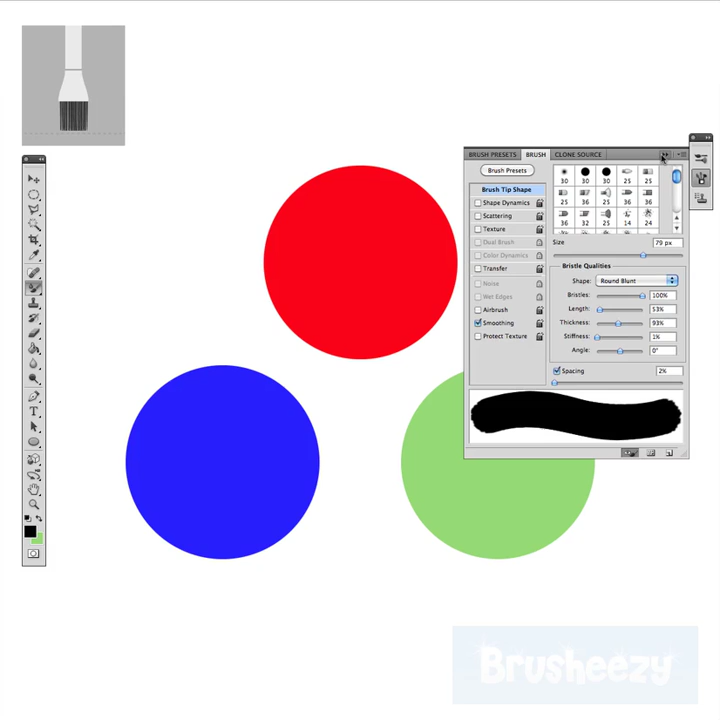 BRUSH PRESETS BRUSH CLONE SOURCE
Brush Presets
Brush Tip Shape
Shape Dynamics
Scattering
Texture
Dual Brush
Color Dynamics
Transfer
Noise
Wet Edges
Airbrush
Smoothing
Protect Texture
30 30 30 25 25
25 36 25 36 36
36 32 25 14 24
Size 79 px
Bristle Qualities
Shape: Round Blunt
Bristles: 100%
Length: 53%
Thickness: 93%
Stiffness: 1%
Angle: 0°
Spacing 2%
T
Brusheezy